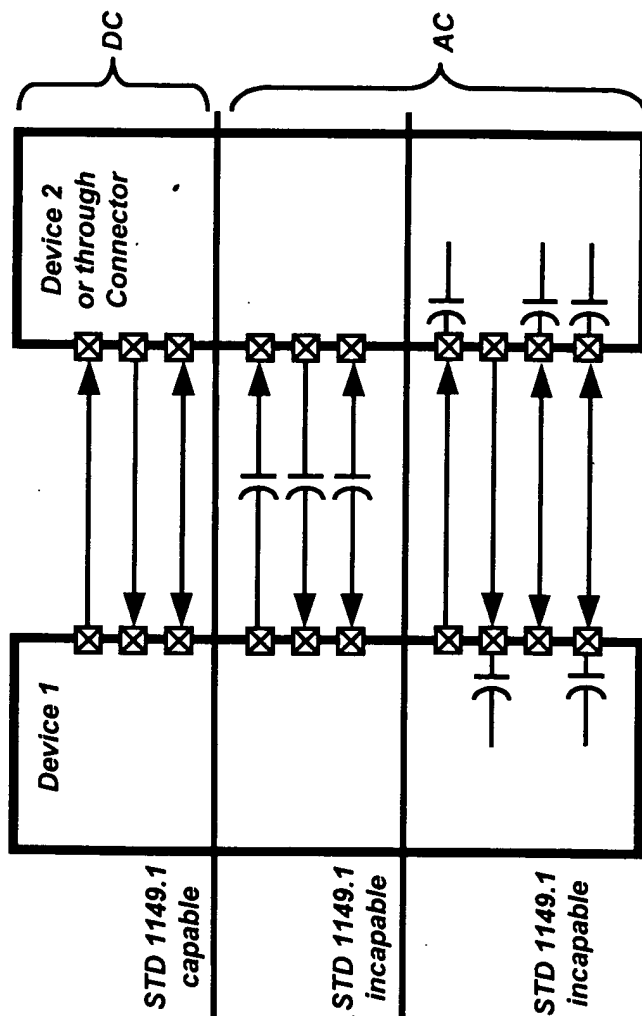 Device 1
Device 2
or through
Connector
DC
AC
STD 1149.1
capable
STD 1149.1
incapable
STD 1149.1
incapable